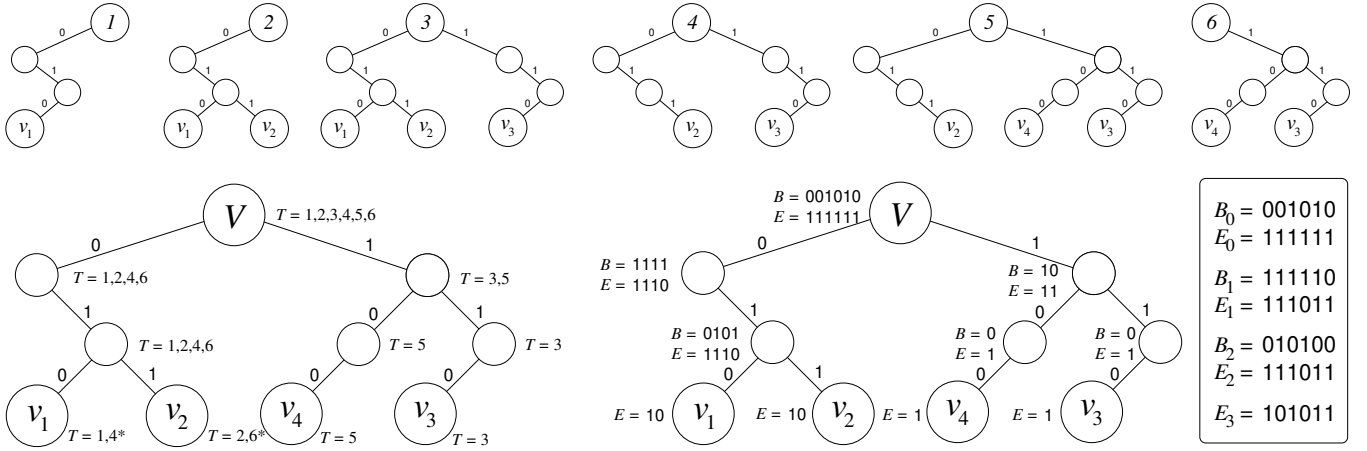 1 2 3 4 5 6
0 0 0 1 0 1 0 1 1
1 1 1 1 1 1 1 0 1 0 1
0 0 1 0 1 0 1 0 1 0 0 0 0
v1 v1 v2 v1 v2 v3 v2 v3 v2 v4 v3 v4 v3
V T = 1,2,3,4,5,6
0 1
T = 1,2,4,6 T = 3,5
1 0 1
T = 1,2,4,6 T = 5 T = 3
0 1 0 0
v1 v2 v4 v3
T = 1,4* T = 2,6* T = 5 T = 3
B = 001010
E = 111111
V
0 1
B = 1111
E = 1110
B = 10
E = 11
1 0 1
B = 0101
E = 1110
B = 0
E = 1
B = 0
E = 1
0 1 0 0
E = 10 v1 E = 10 v2 E = 1 v4 E = 1 v3
B0 = 001010
E0 = 111111
B1 = 111110
E1 = 111011
B2 = 010100
E2 = 111011
E3 = 101011